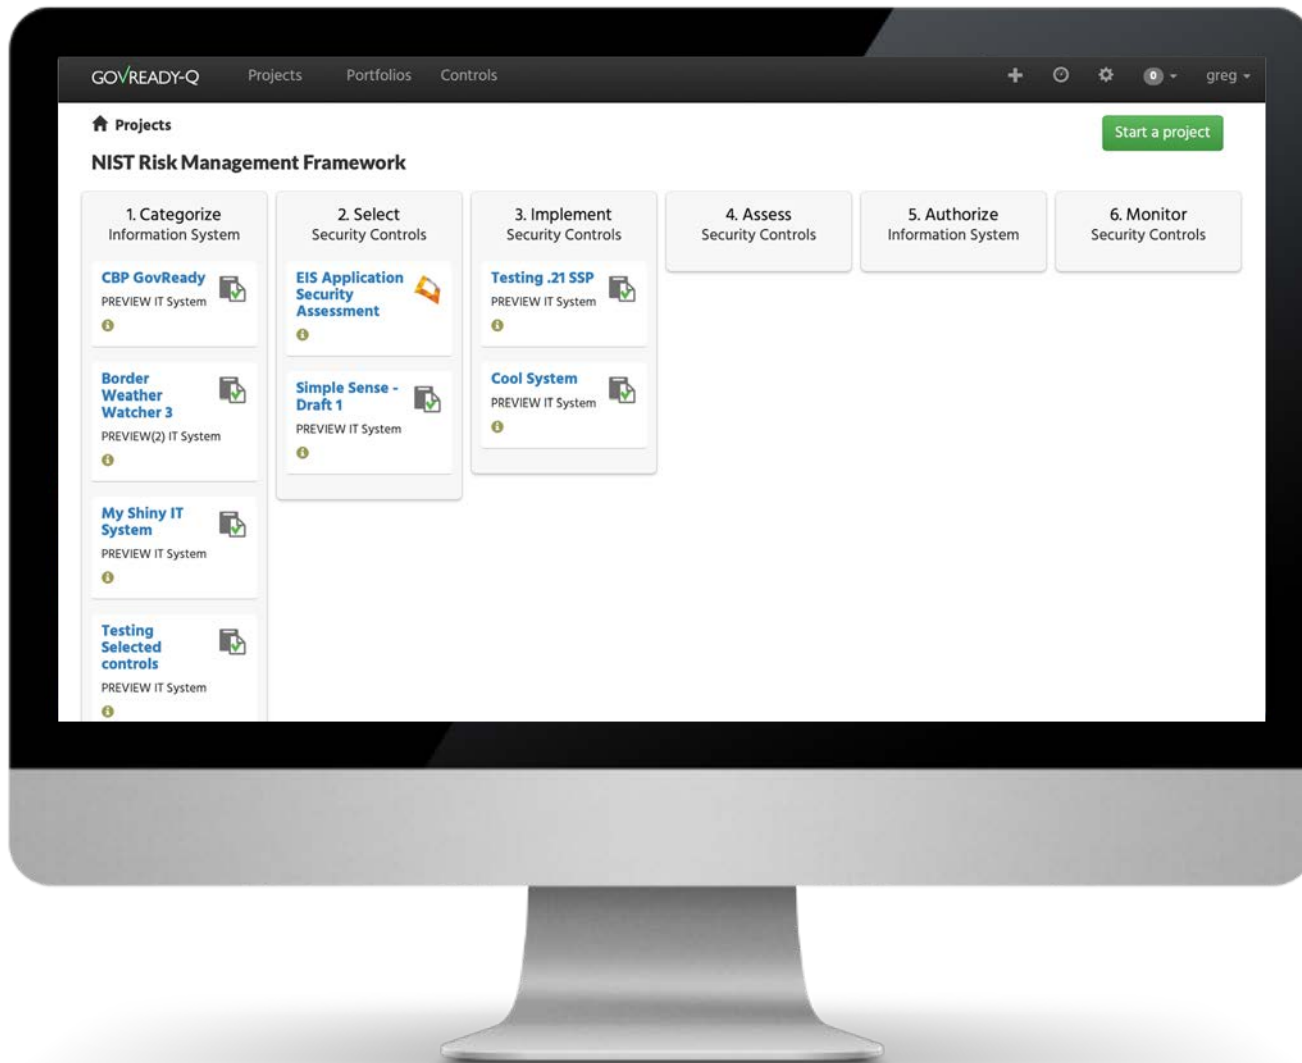 GOVREADY-Q Projects Portfolios Controls 0 greg
Projects
Start a project
NIST Risk Management Framework
1. Categorize
Information System
CBP GovReady
PREVIEW IT System
Border
Weather
Watcher 3
PREVIEW(2) IT System
My Shiny IT
System
PREVIEW IT System
Testing
Selected
controls
PREVIEW IT System
2. Select
Security Controls
EIS Application
Security
Assessment
Simple Sense -
Draft 1
PREVIEW IT System
3. Implement
Security Controls
Testing .21 SSP
PREVIEW IT System
Cool System
PREVIEW IT System
4. Assess
Security Controls
5. Authorize
Information System
6. Monitor
Security Controls